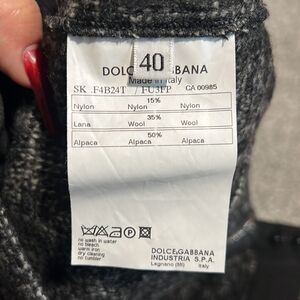 40
DOLCE&GABBANA
Made in Italy
SK .F4B24T / FU3FP CA 00985
15%
Nylon Nylon Nylon
35%
Lana Wool Wool
50%
Alpaca Alpaca Alpaca
no wash in water
no bleach
warm iron
dry cleaning
no tumbler
DOLCE&GABBANA
INDUSTRIA S.P.A.
Legnano (MI) Italy